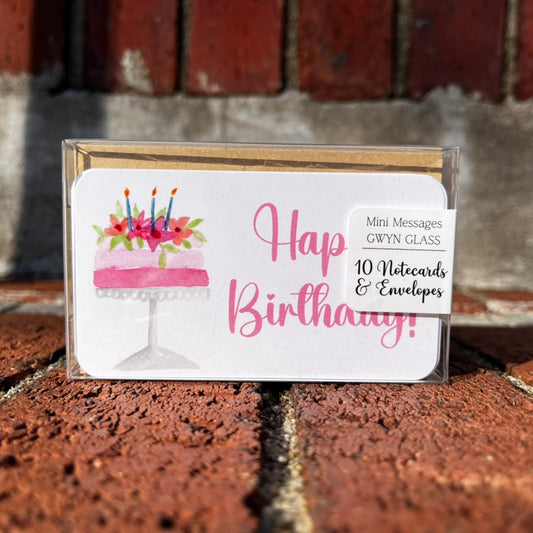 Hap
Birthday!
Mini Messages
GWYN GLASS
10 Notecards
& Envelopes